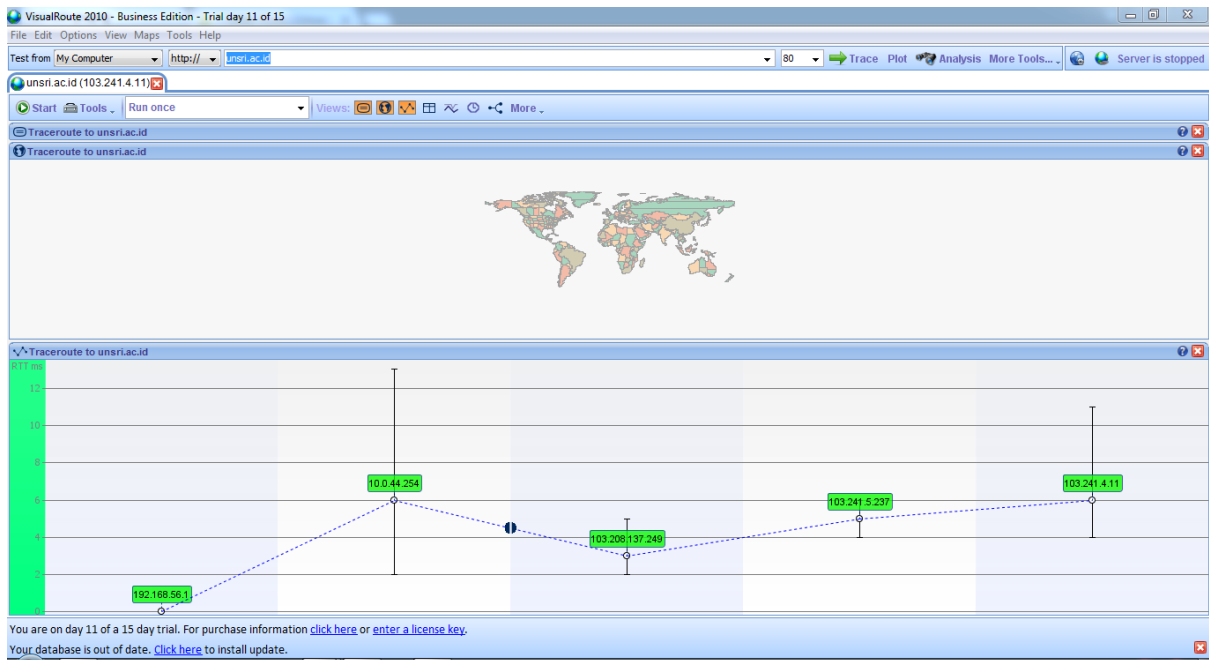 VisualRoute 2010 - Business Edition - Trial day 11 of 15
File Edit Options View Maps Tools Help
Test from My Computer http:// unsri.ac.id 80 Trace Plot Analysis More Tools... Server is stopped
unsri.ac.id (103.241.4.11)
Start Tools Run once Views: More
Traceroute to unsri.ac.id
Traceroute to unsri.ac.id
Traceroute to unsri.ac.id
RTT ms
12
10
8
10.0.44.254
103.241.4.11
6
103.241.5.237
4
103.208.137.249
2
192.168.56.1
0
You are on day 11 of a 15 day trial. For purchase information click here or enter a license key.
Your database is out of date. Click here to install update.